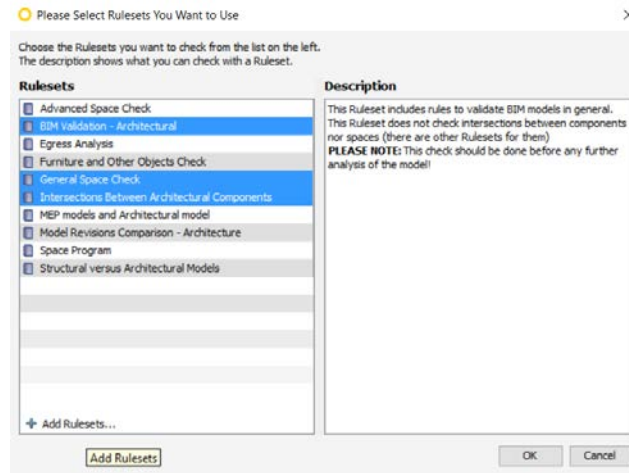 Please Select Rulesets You Want to Use
Choose the Rulesets you want to check from the list on the left.
The description shows what you can check with a Ruleset.
Rulesets
Advanced Space Check
BIM Validation - Architectural
Egress Analysis
Furniture and Other Objects Check
General Space Check
Intersections Between Architectural Components
MEP models and Architectural model
Model Revisions Comparison - Architecture
Space Program
Structural versus Architectural Models
Add Rulesets...
Add Rulesets
Description
This Ruleset includes rules to validate BIM models in general.
This Ruleset does not check intersections between components
nor spaces (there are other Rulesets for them)
PLEASE NOTE: This check should be done before any further
analysis of the model!
OK
Cancel